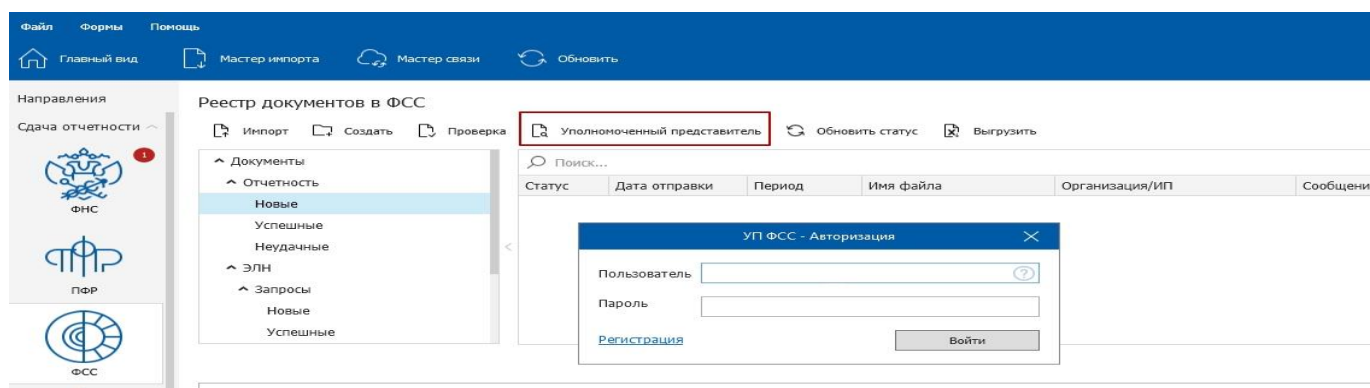 Файл Формы Помощь
Главный вид Мастер импорта Мастер связи Обновить
Направления
Сдача отчетности
1
ФНС
ПФР
ФСС
Реестр документов в ФСС
Импорт Создать Проверка Уполномоченный представитель Обновить статус Выгрузить
Документы
Отчетность
Новые
Успешные
Неудачные
ЭЛН
Запросы
Новые
Успешные
Поиск...
Статус Дата отправки Период Имя файла Организация/ИП Сообщени
УП ФСС - Авторизация
Пользователь ?
Пароль
Регистрация Войти